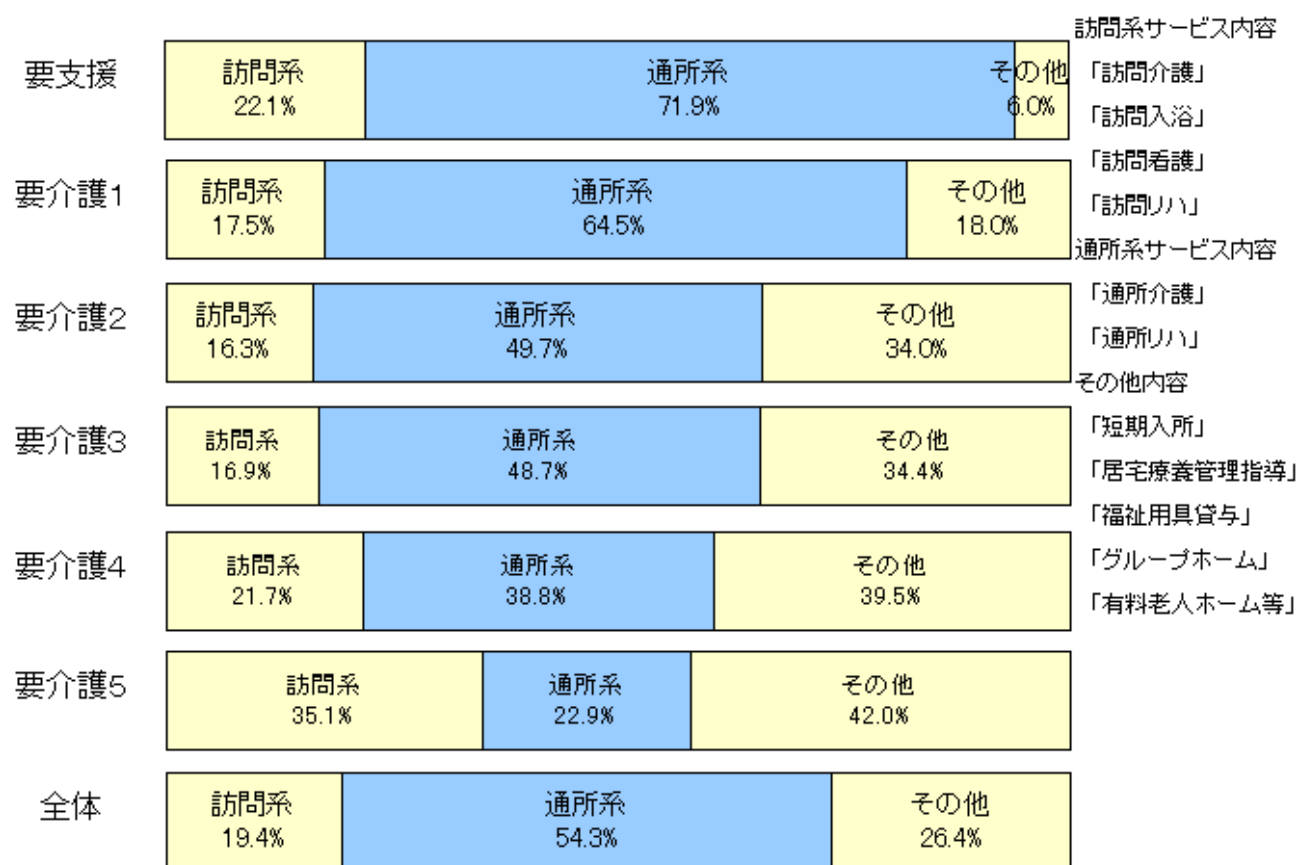 要支援
訪問系 通所系 その他
22.1% 71.9% 6.0%
要介護1
訪問系 通所系 その他
17.5% 64.5% 18.0%
要介護2
訪問系 通所系 その他
16.3% 49.7% 34.0%
要介護3
訪問系 通所系 その他
16.9% 48.7% 34.4%
要介護4
訪問系 通所系 その他
21.7% 38.8% 39.5%
要介護5
訪問系 通所系 その他
35.1% 22.9% 42.0%
全体
訪問系 通所系 その他
19.4% 54.3% 26.4%
訪問系サービス内容
「訪問介護」
「訪問入浴」
「訪問看護」
「訪問リハ」
通所系サービス内容
「通所介護」
「通所リハ」
その他内容
「短期入所」
「居宅療養管理指導」
「福祉用具貸与」
「グループホーム」
「有料老人ホーム等」